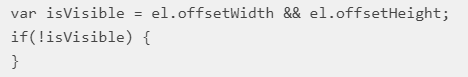 var isVisible = el.offsetWidth && el.offsetHeight;
if(!isVisible) {
}